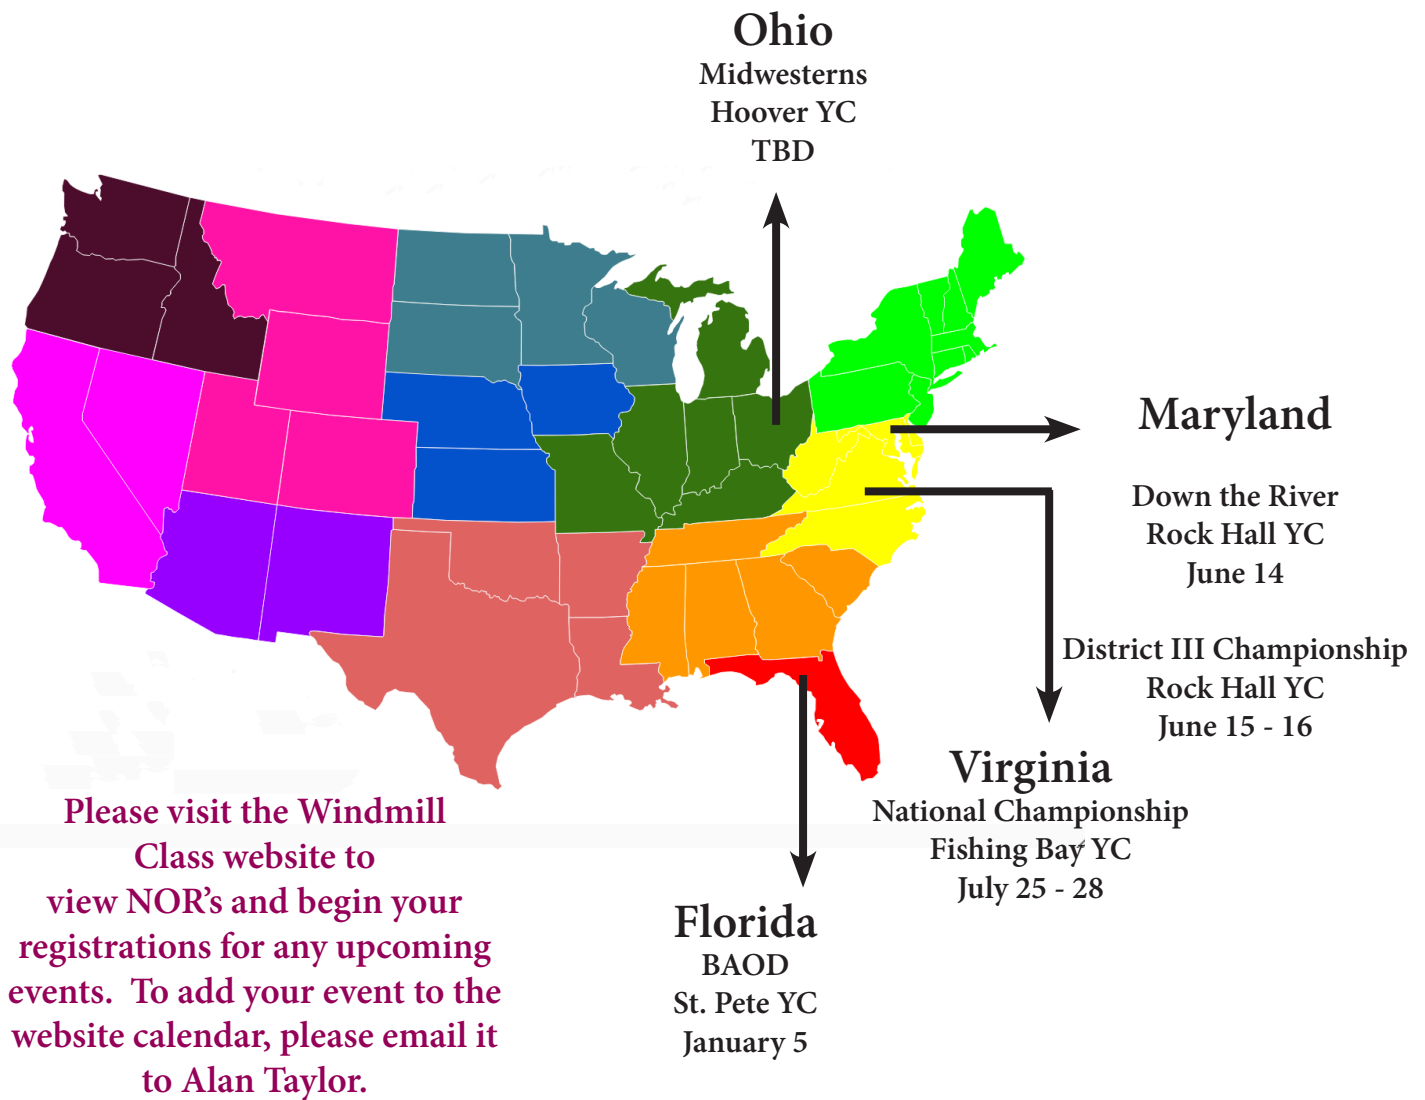 Ohio
Midwesterns
Hoover YC
TBD
Maryland
Down the River
Rock Hall YC
June 14
District III Championship
Rock Hall YC
June 15 - 16
Virginia
National Championship
Fishing Bay YC
July 25 - 28
Florida
BAOD
St. Pete YC
January 5
Please visit the Windmill
Class website to
view NOR’s and begin your
registrations for any upcoming
events.  To add your event to the
website calendar, please email it
to Alan Taylor.